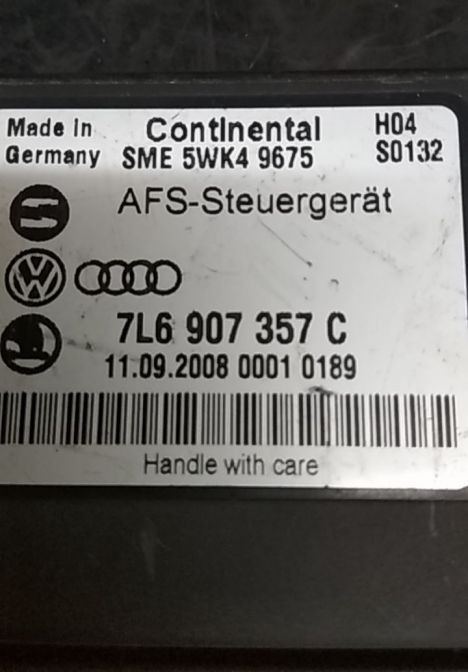 Made in Germany
Continental
SME 5WK4 9675
H04
S0132
AFS-Steuergerät
7L6 907 357 C
11.09.2008 0001 0189
Handle with care